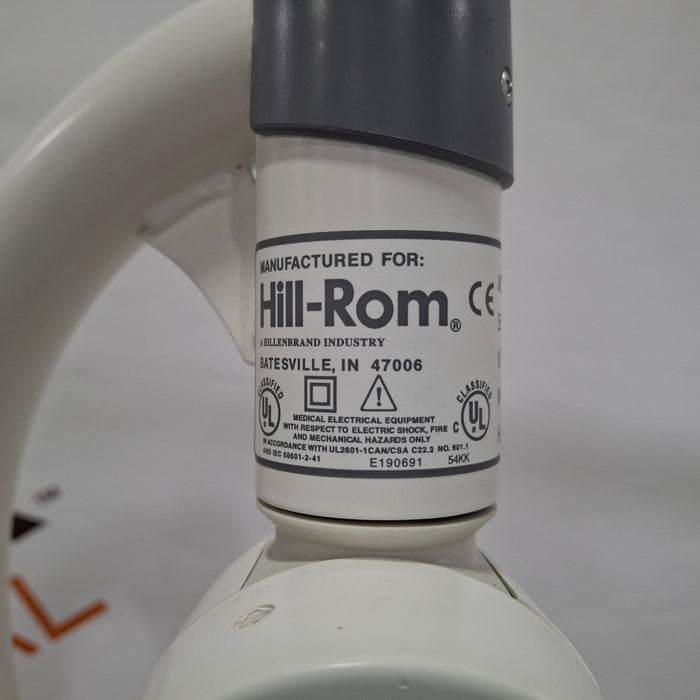 MANUFACTURED FOR:
Hill-Rom®
CE
A HILLENBRAND INDUSTRY
BATESVILLE, IN 47006
CLASSIFIED
UL
CLASSIFIED
C UL
MEDICAL ELECTRICAL EQUIPMENT
WITH RESPECT TO ELECTRIC SHOCK, FIRE
AND MECHANICAL HAZARDS ONLY
IN ACCORDANCE WITH UL2601-1CAN/CSA C22.2 NO. 601.1
AND IEC 60601-2-41
E190691 54KK
TM